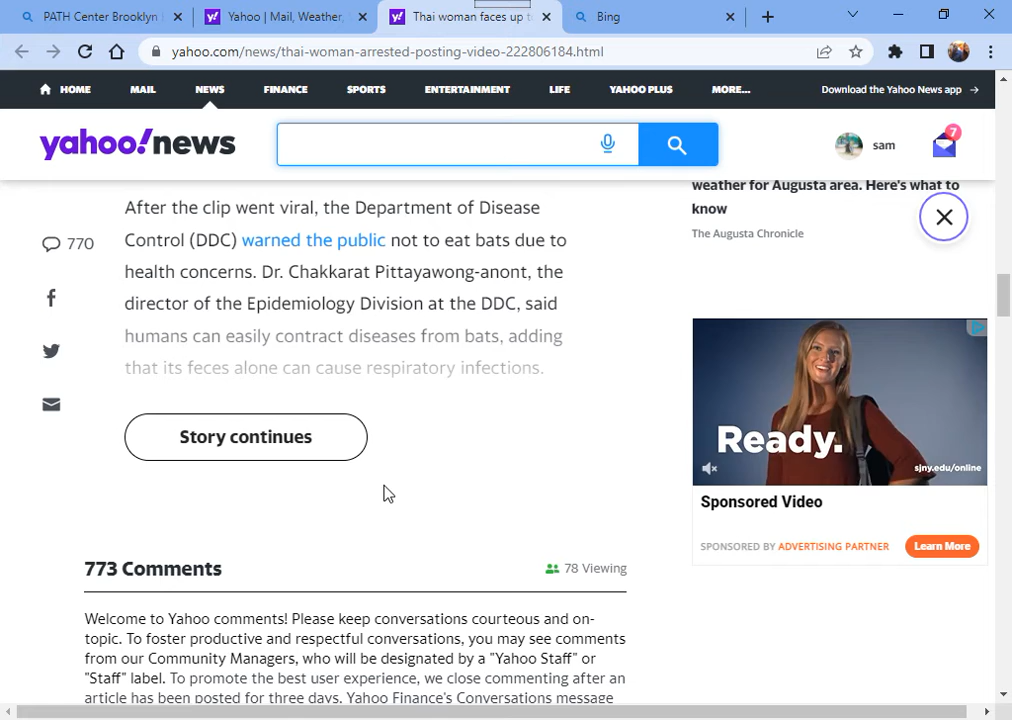 PATH Center Brooklyn
Yahoo | Mail, Weather,
Thai woman faces up t
Bing
yahoo.com/news/thai-woman-arrested-posting-video-222806184.html
HOME MAIL NEWS FINANCE SPORTS ENTERTAINMENT LIFE YAHOO PLUS MORE... Download the Yahoo News app
yahoo!news
sam
7
After the clip went viral, the Department of Disease
Control (DDC) warned the public not to eat bats due to
health concerns. Dr. Chakkarat Pittayawong-anont, the
director of the Epidemiology Division at the DDC, said
humans can easily contract diseases from bats, adding
that its feces alone can cause respiratory infections.
770
Story continues
weather for Augusta area. Here's what to
know
The Augusta Chronicle
Ready.
sjny.edu/online
Sponsored Video
SPONSORED BY ADVERTISING PARTNER
Learn More
773 Comments
78 Viewing
Welcome to Yahoo comments! Please keep conversations courteous and on-
topic. To foster productive and respectful conversations, you may see comments
from our Community Managers, who will be designated by a "Yahoo Staff" or
"Staff" label. To promote the best user experience, we close commenting after an
article has been posted for three days. Yahoo Finance's Conversations message